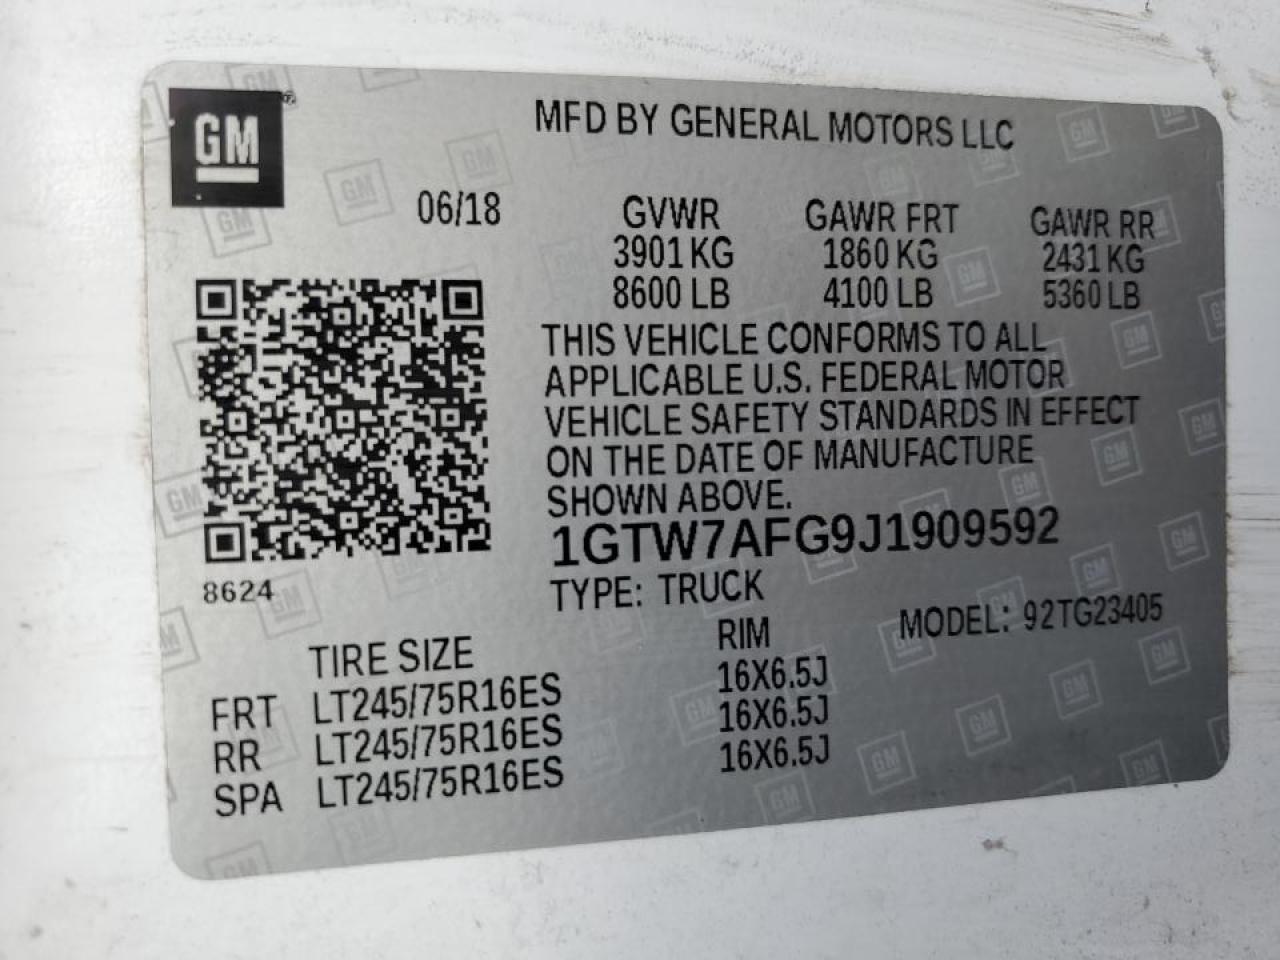 GM
MFD BY GENERAL MOTORS LLC
06/18
GVWR GAWR FRT GAWR RR
3901 KG 1860 KG 2431 KG
8600 LB 4100 LB 5360 LB
THIS VEHICLE CONFORMS TO ALL
APPLICABLE U.S. FEDERAL MOTOR
VEHICLE SAFETY STANDARDS IN EFFECT
ON THE DATE OF MANUFACTURE
SHOWN ABOVE.
1GTW7AFG9J1909592
8624
TYPE: TRUCK
MODEL: 92TG23405
TIRE SIZE RIM
FRT LT245/75R16ES 16X6.5J
RR LT245/75R16ES 16X6.5J
SPA LT245/75R16ES 16X6.5J